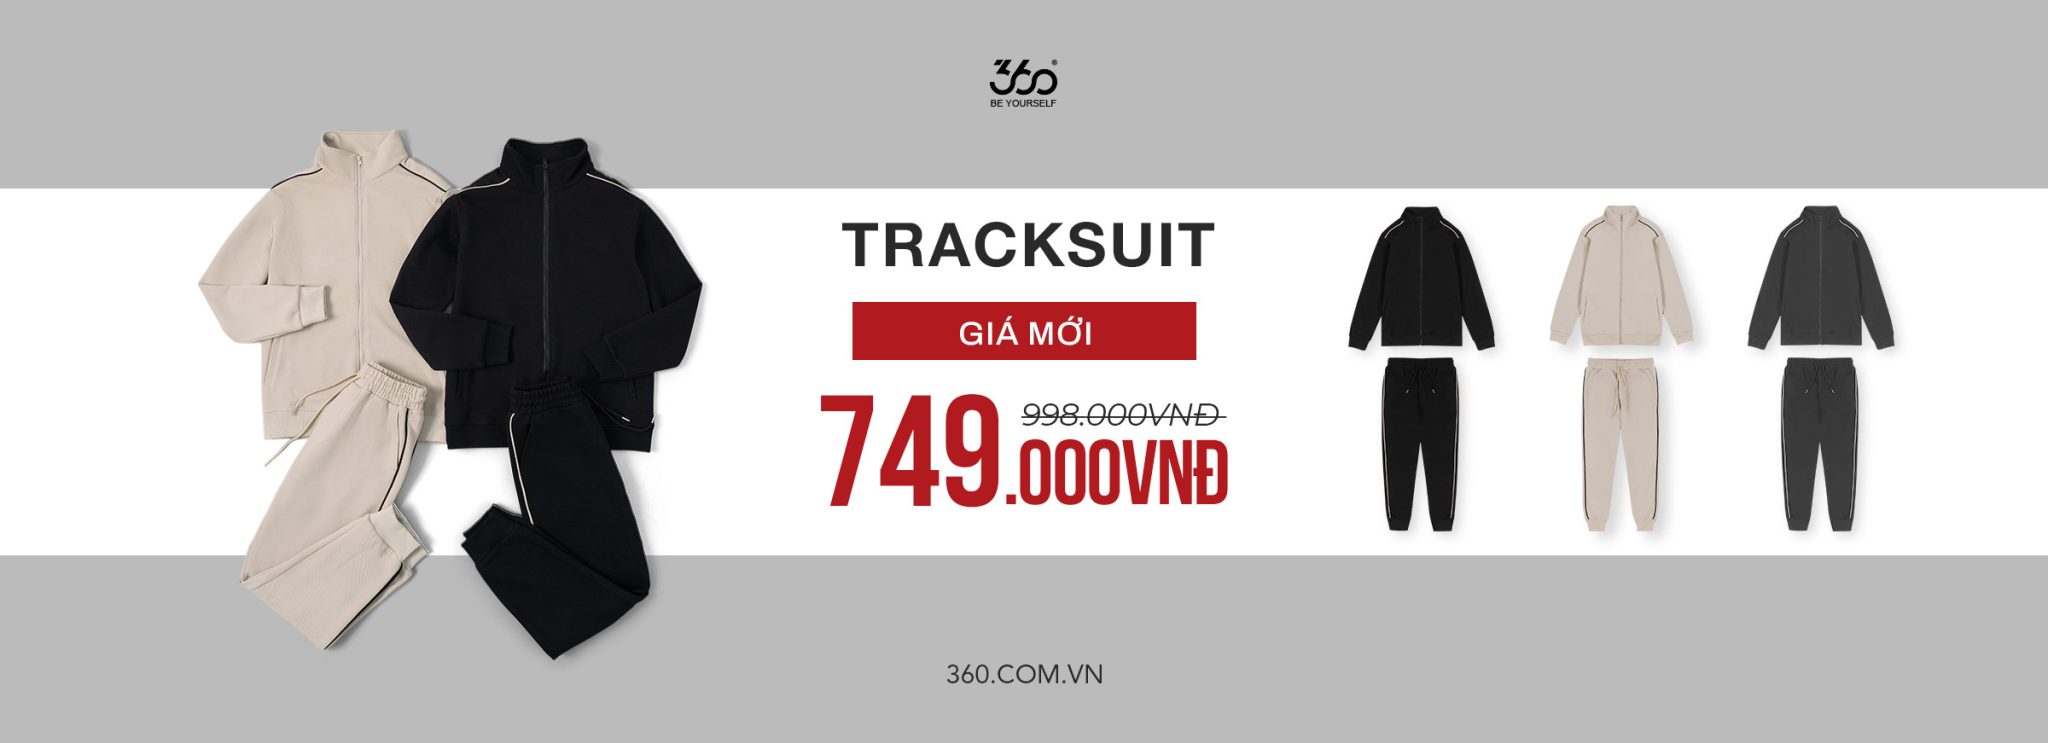 360®
BE YOURSELF
TRACKSUIT
GIÁ MỚI
998.000VNĐ
749.000VNĐ
360.COM.VN